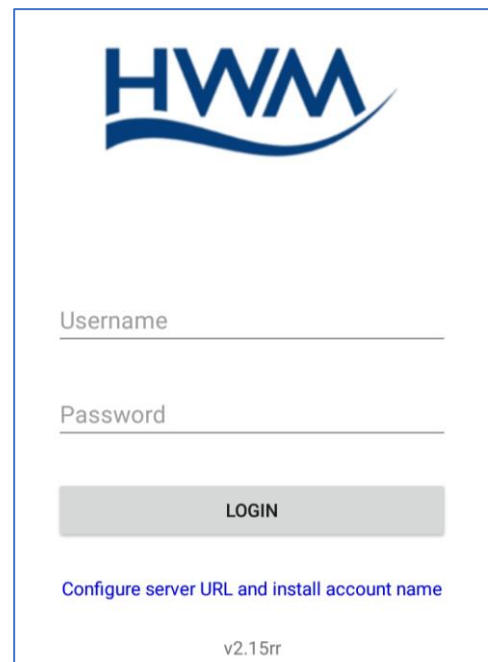 HWM
Username
Password
LOGIN
Configure server URL and install account name
v2.15rr